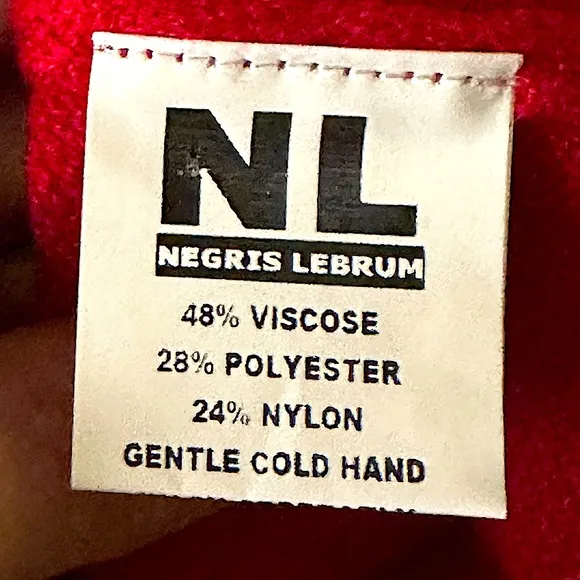 NL
NEGRIS LEBRUM
48% VISCOSE
28% POLYESTER
24% NYLON
GENTLE COLD HAND